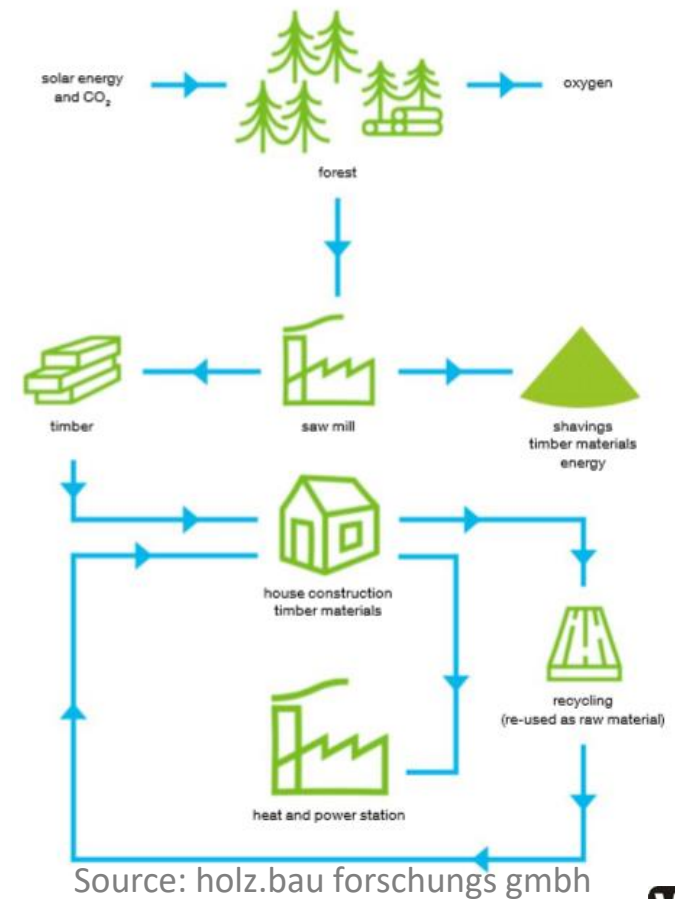 solar energy
and CO₂
oxygen
forest
timber
saw mill
shavings
timber materials
energy
house construction
timber materials
recycling
(re-used as raw material)
heat and power station
Source: holz.bau forschungs gmbh